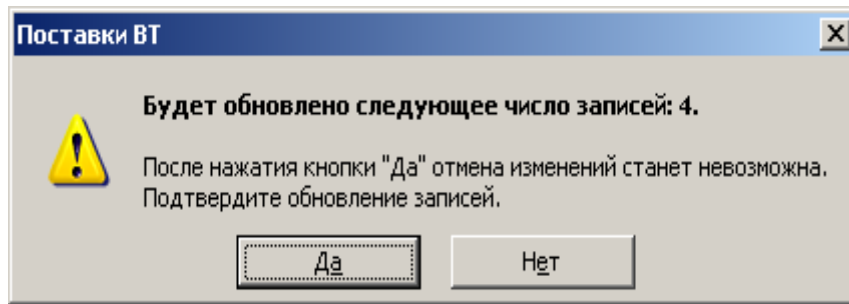 Поставки ВТ
Будет обновлено следующее число записей: 4.
После нажатия кнопки "Да" отмена изменений станет невозможна.
Подтвердите обновление записей.
Да
Нет